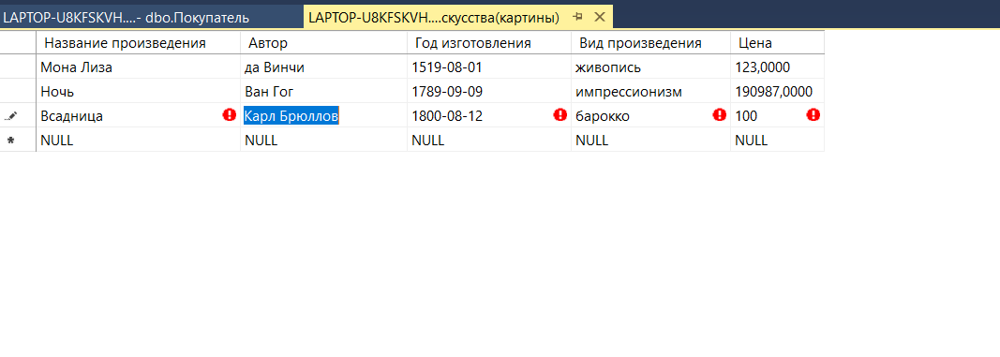 LAPTOP-U8KFSKVH....- dbo.Покупатель LAPTOP-U8KFSKVH....скусства(картины)
Название произведения Автор Год изготовления Вид произведения Цена
Мона Лиза да Винчи 1519-08-01 живопись 123,0000
Ночь Ван Гог 1789-09-09 импрессионизм 190987,0000
Всадница Карл Брюллов 1800-08-12 барокко 100
NULL NULL NULL NULL NULL